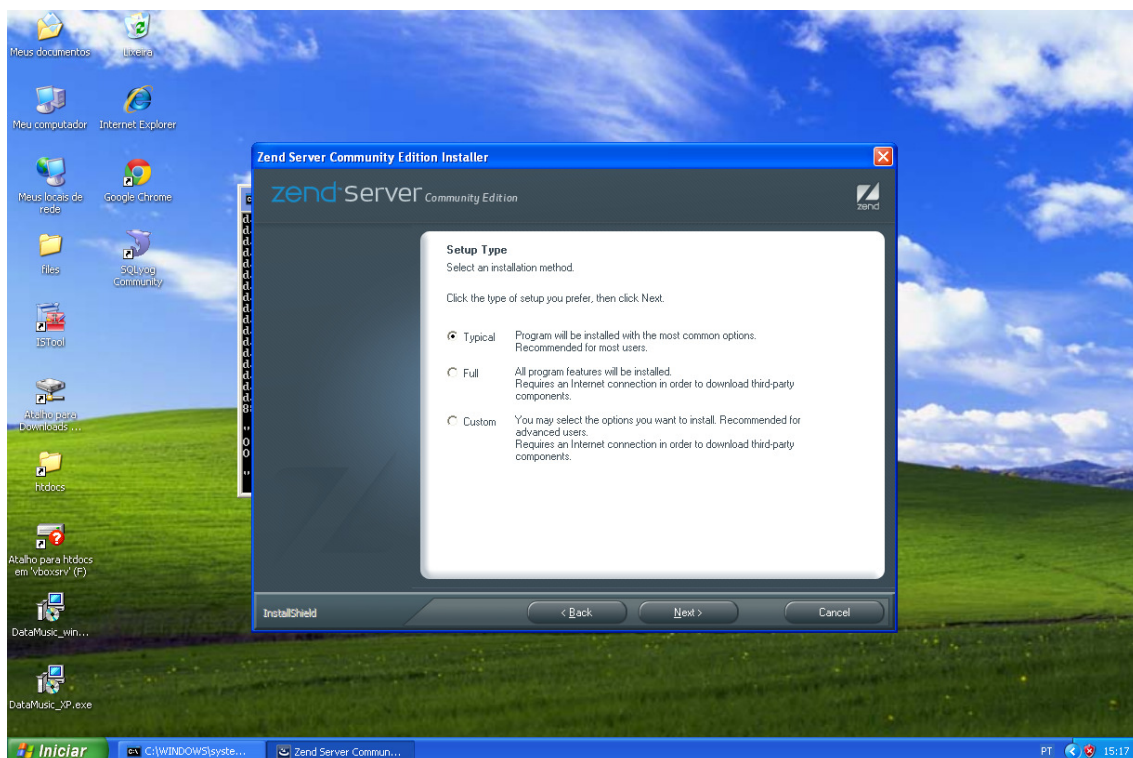 Meus documentos
Lixeira
Meu computador
Internet Explorer
Meus locais de
rede
Google Chrome
files
SQLyog
Community
ISTool
Atalho para
Downloads ...
htdocs
Atalho para htdocs
em 'vboxsrv' (F)
DataMusic_win...
DataMusic_XP.exe
Zend Server Community Edition Installer
zend server Community Edition
zend
Setup Type
Select an installation method.
Click the type of setup you prefer, then click Next.
Typical
Program will be installed with the most common options.
Recommended for most users.
Full
All program features will be installed.
Requires an Internet connection in order to download third-party
components.
Custom
You may select the options you want to install. Recommended for
advanced users.
Requires an Internet connection in order to download third-party
components.
InstallShield
< Back
Next >
Cancel
Iniciar
C:\WINDOWS\syste...
Zend Server Commun...
PT
15:17